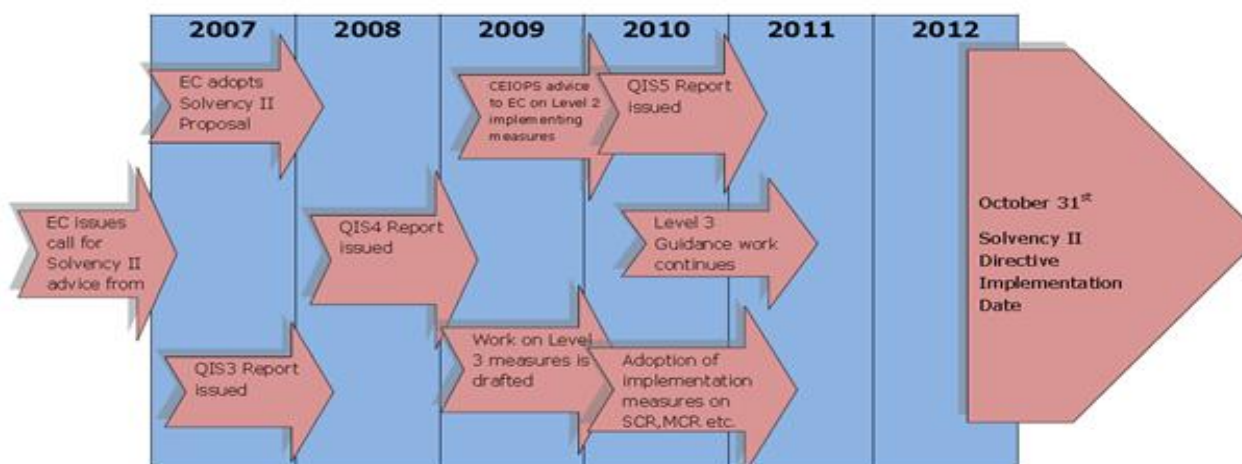 2007
2008
2009
2010
2011
2012
EC adopts
Solvency II
Proposal
CEIOPS advice
to EC on Level 2
implementing
measures
QIS5 Report
issued
EC issues
call for
Solvency II
advice from
QIS4 Report
issued
Level 3
Guidance work
continues
October 31st
Solvency II
Directive
Implementation
Date
QIS3 Report
issued
Work on Level
3 measures is
drafted
Adoption of
implementation
measures on
SCR,MCR etc.